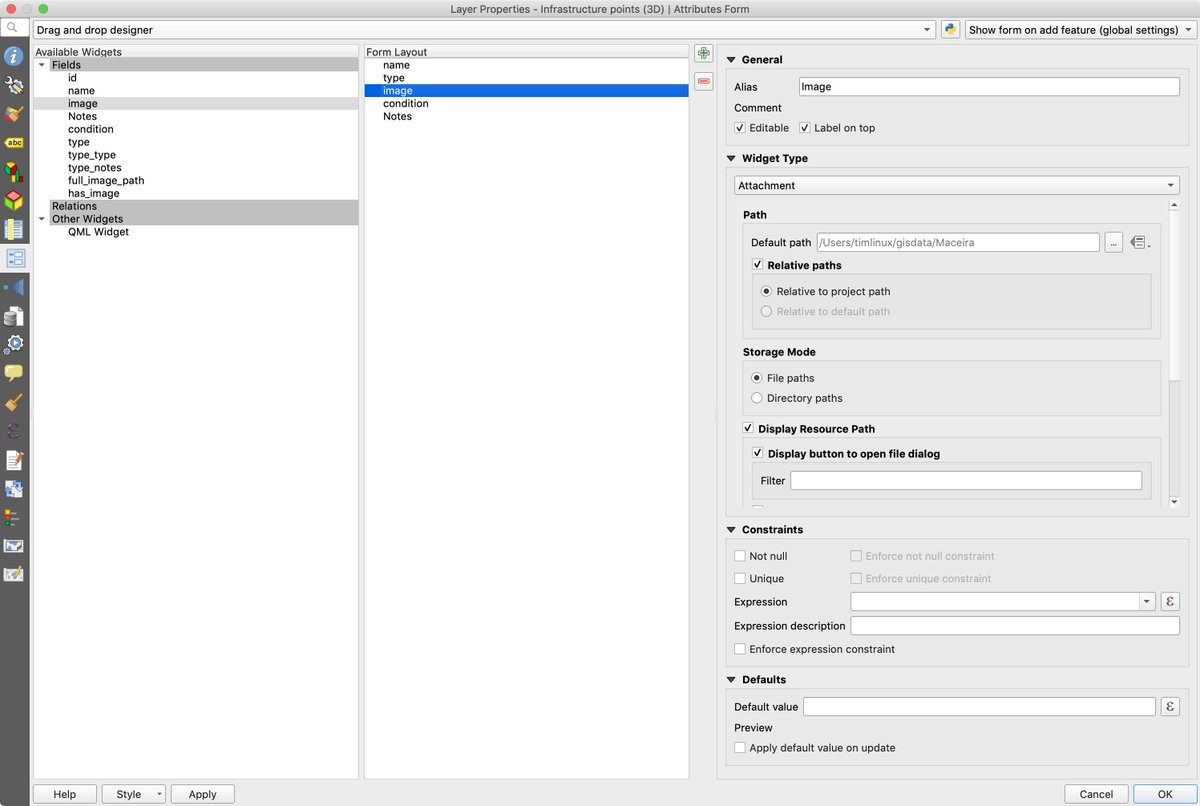 Layer Properties - Infrastructure points (3D) | Attributes Form
Drag and drop designer
Show form on add feature (global settings)
Available Widgets
Fields
id
name
image
Notes
condition
type
type_type
type_notes
full_image_path
has_image
Relations
Other Widgets
QML Widget
Form Layout
name
type
image
condition
Notes
General
Alias Image
Comment
Editable Label on top
Widget Type
Attachment
Path
Default path /Users/timlinux/gisdata/Maceira ...
Relative paths
Relative to project path
Relative to default path
Storage Mode
File paths
Directory paths
Display Resource Path
Display button to open file dialog
Filter
Constraints
Not null Enforce not null constraint
Unique Enforce unique constraint
Expression ε
Expression description
Enforce expression constraint
Defaults
Default value ε
Preview
Apply default value on update
abc
Help Style Apply Cancel OK